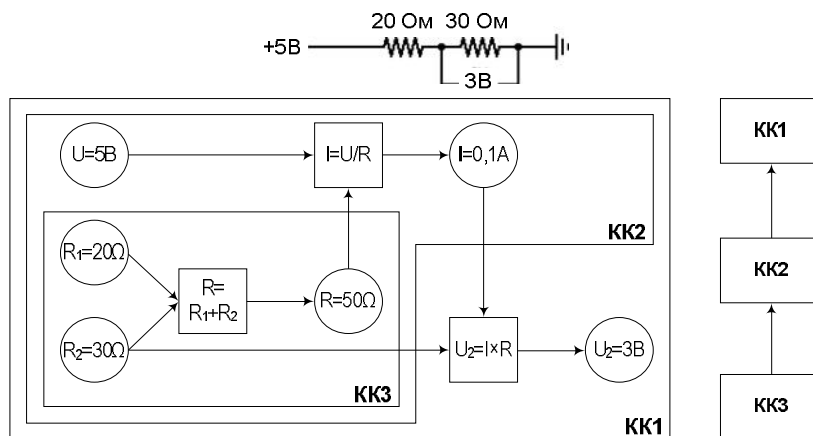 20 Ом 30 Ом
+5В
3В
U=5В
I=U/R
I=0,1А
КК1
КК2
R₁=20Ω
R=
R₁+R₂
R=50Ω
КК2
R₂=30Ω
U₂=I×R
U₂=3В
КК3
КК1
КК3